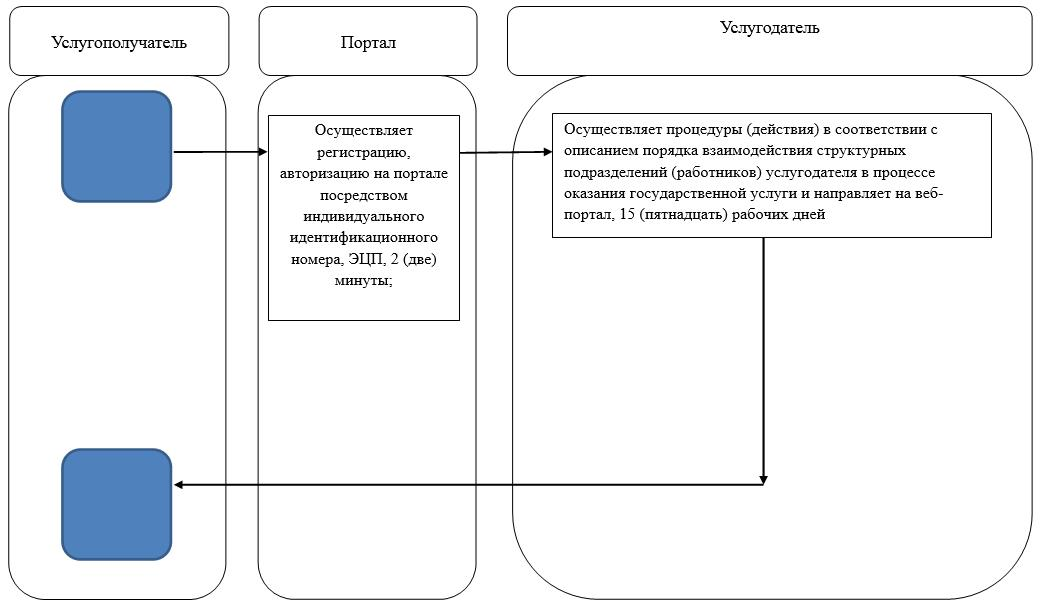 Услугополучатель
Портал
Услугодатель
Осуществляет
регистрацию,
авторизацию на портале
посредством
индивидуального
идентификационного
номера, ЭЦП, 2 (две)
минуты;
Осуществляет процедуры (действия) в соответствии с
описанием порядка взаимодействия структурных
подразделений (работников) услугодателя в процессе
оказания государственной услуги и направляет на веб-
портал, 15 (пятнадцать) рабочих дней